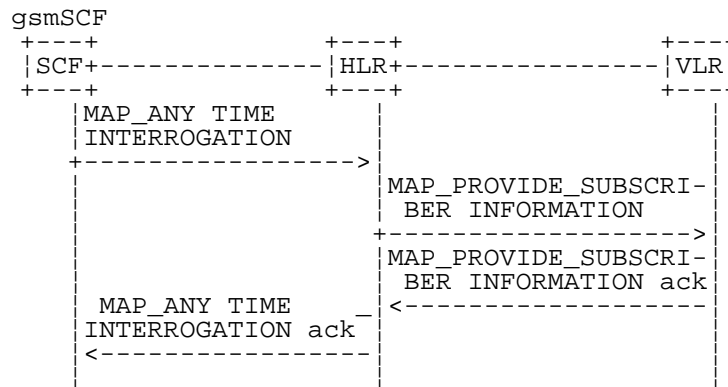 gsmSCF
SCF HLR VLR
MAP_ANY TIME
INTERROGATION
MAP_PROVIDE_SUBSCRI-
BER INFORMATION
MAP_PROVIDE_SUBSCRI-
BER INFORMATION ack
MAP_ANY TIME _
INTERROGATION ack